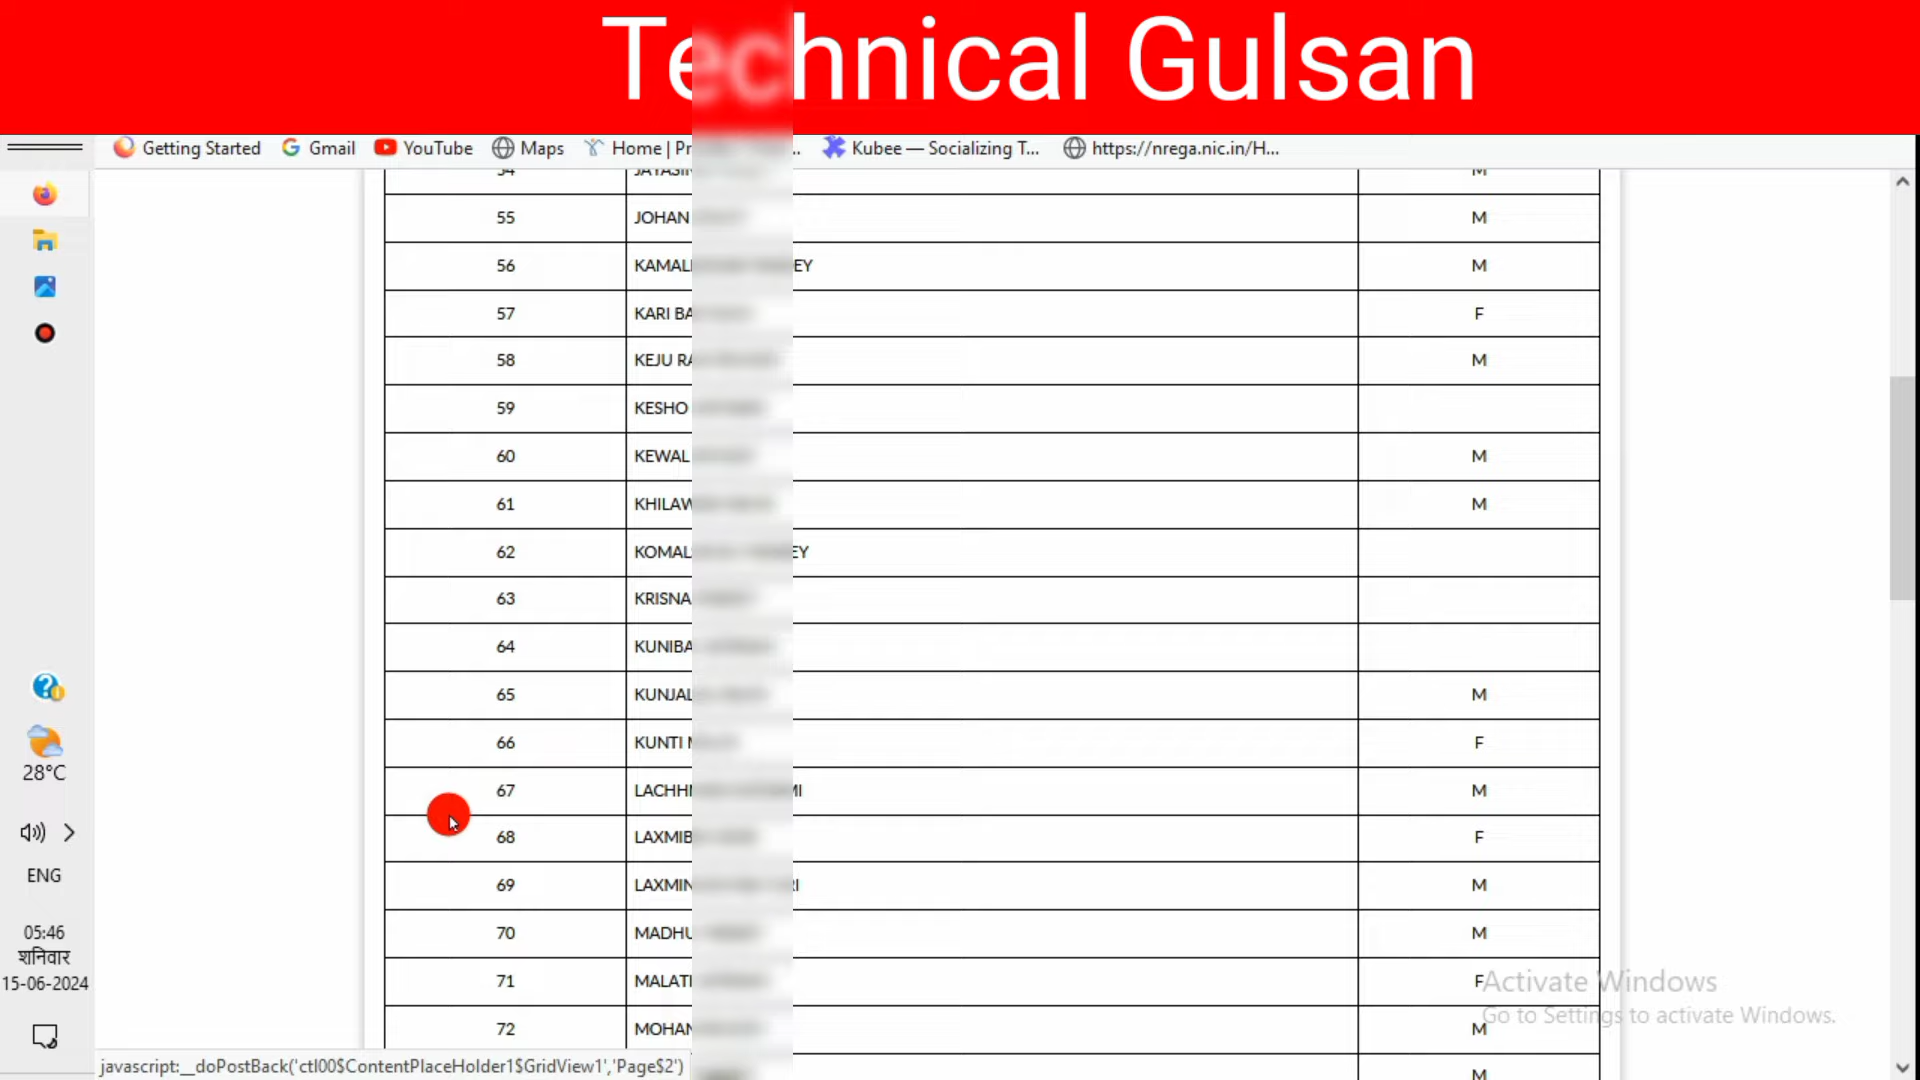 Technical Gulsan
Getting Started Gmail YouTube Maps Home | Pr ... Kubee — Socializing T... https://nrega.nic.in/H...
54 M
55 JOHAN M
56 KAMAL EY M
57 KARI BA F
58 KEJU RA M
59 KESHO
60 KEWAL M
61 KHILAW M
62 KOMAL EY
63 KRISNA
64 KUNIBA
65 KUNJAL M
66 KUNTI F
67 LACHH MI M
68 LAXMIB F
69 LAXMIN RI M
70 MADHU M
71 MALATI F
72 MOHAN M
M
28°C
ENG
05:46
शनिवार
15-06-2024
Activate Windows
Go to Settings to activate Windows.
javascript:__doPostBack('ctl00$ContentPlaceHolder1$GridView1','Page$2')